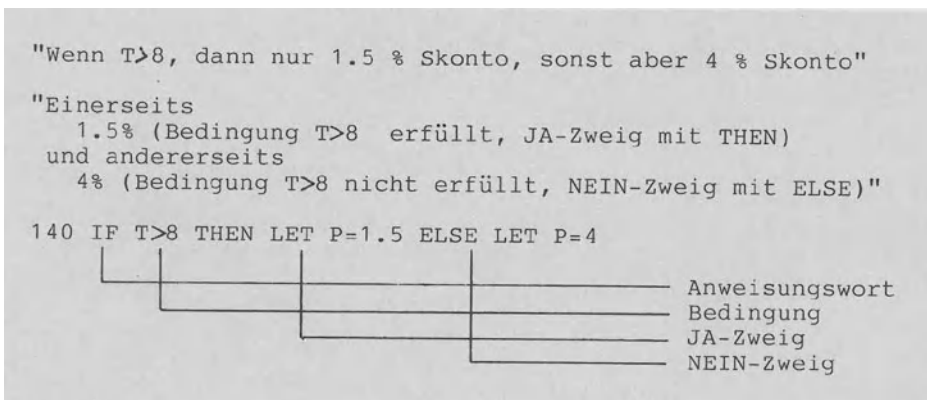 "Wenn T>8, dann nur 1.5 % Skonto, sonst aber 4 % Skonto"
"Einerseits
1.5% (Bedingung T>8 erfüllt, JA-Zweig mit THEN)
und andererseits
4% (Bedingung T>8 nicht erfüllt, NEIN-Zweig mit ELSE)"
140 IF T>8 THEN LET P=1.5 ELSE LET P=4
Anweisungswort
Bedingung
JA-Zweig
NEIN-Zweig